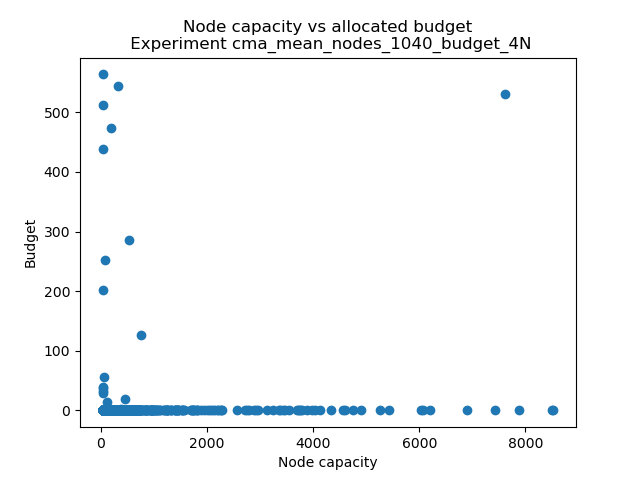 Node capacity vs allocated budget
Experiment cma_mean_nodes_1040_budget_4N
500
400
300
200
100
0
Budget
0 2000 4000 6000 8000
Node capacity